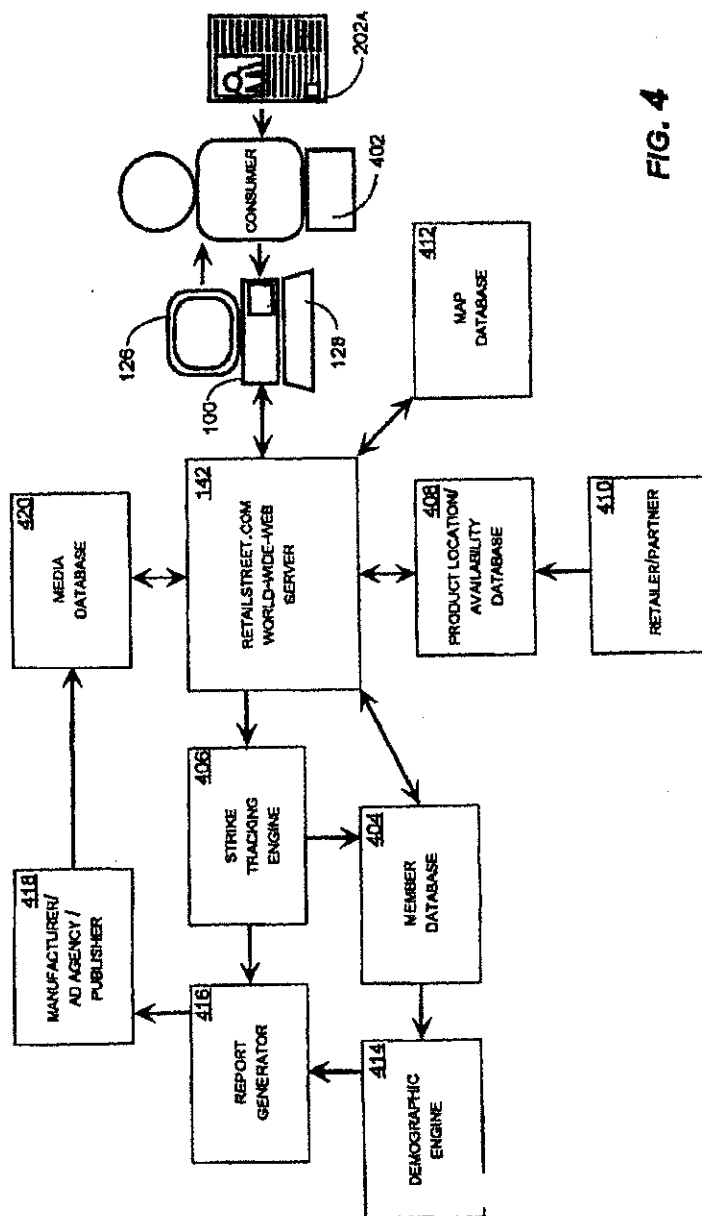 418
MANUFACTURER/
AD AGENCY/
PUBLISHER
420
MEDIA
DATABASE
126
100
128
CONSUMER
402
202A
416
REPORT
GENERATOR
406
STRIKE
TRACKING
ENGINE
142
RETAILSTREET.COM
WORLD-WIDE-WEB
SERVER
414
DEMOGRAPHIC
ENGINE
404
MEMBER
DATABASE
408
PRODUCT LOCATION/
AVAILABILITY
DATABASE
412
MAP
DATABASE
410
RETAILER/PARTNER
FIG. 4